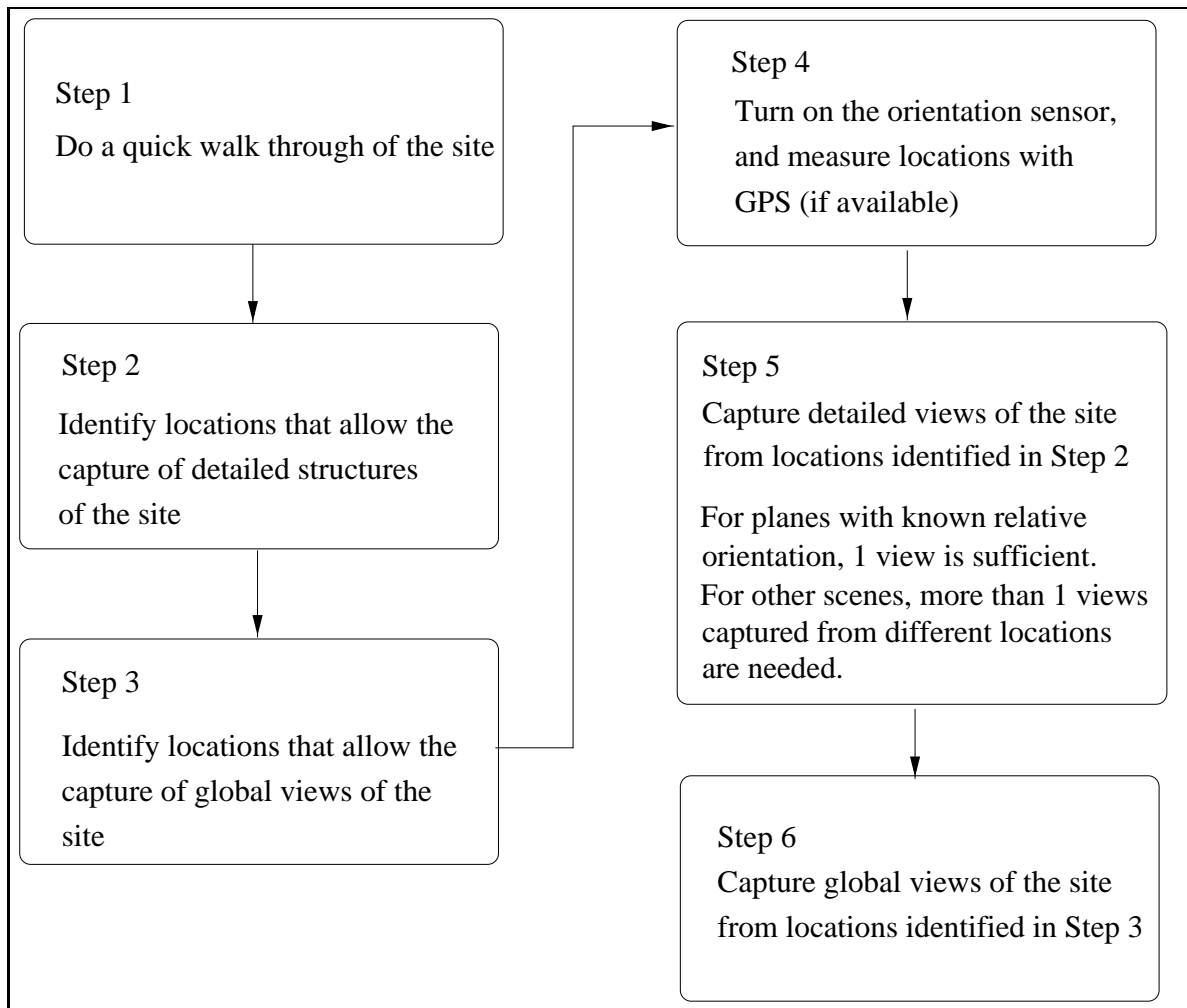 Step 1
Do a quick walk through of the site
Step 2
Identify locations that allow the
capture of detailed structures
of the site
Step 3
Identify locations that allow the
capture of global views of the
site
Step 4
Turn on the orientation sensor,
and measure locations with
GPS (if available)
Step 5
Capture detailed views of the site
from locations identified in Step 2
For planes with known relative
orientation, 1 view is sufficient.
For other scenes, more than 1 views
captured from different locations
are needed.
Step 6
Capture global views of the site
from locations identified in Step 3